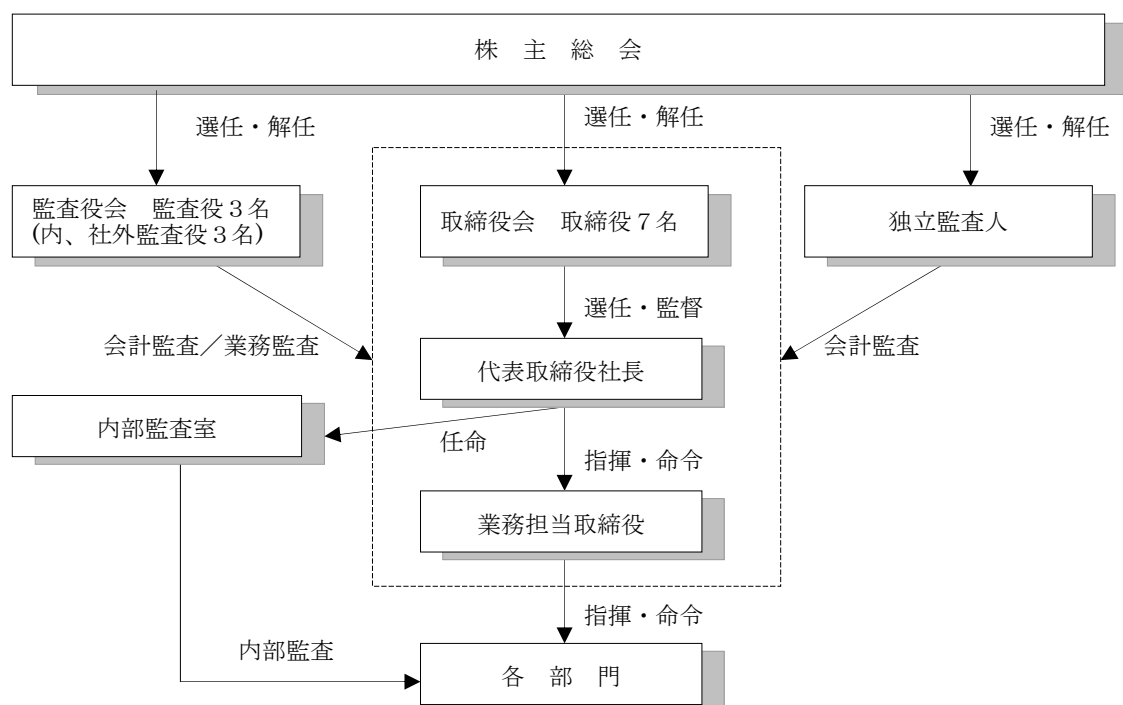 株　主　総　会
選任・解任
選任・解任
選任・解任
監査役会　監査役３名
(内、社外監査役３名)
取締役会　取締役７名
独立監査人
選任・監督
会計監査／業務監査
会計監査
代表取締役社長
内部監査室
任命
指揮・命令
業務担当取締役
指揮・命令
内部監査
各　部　門